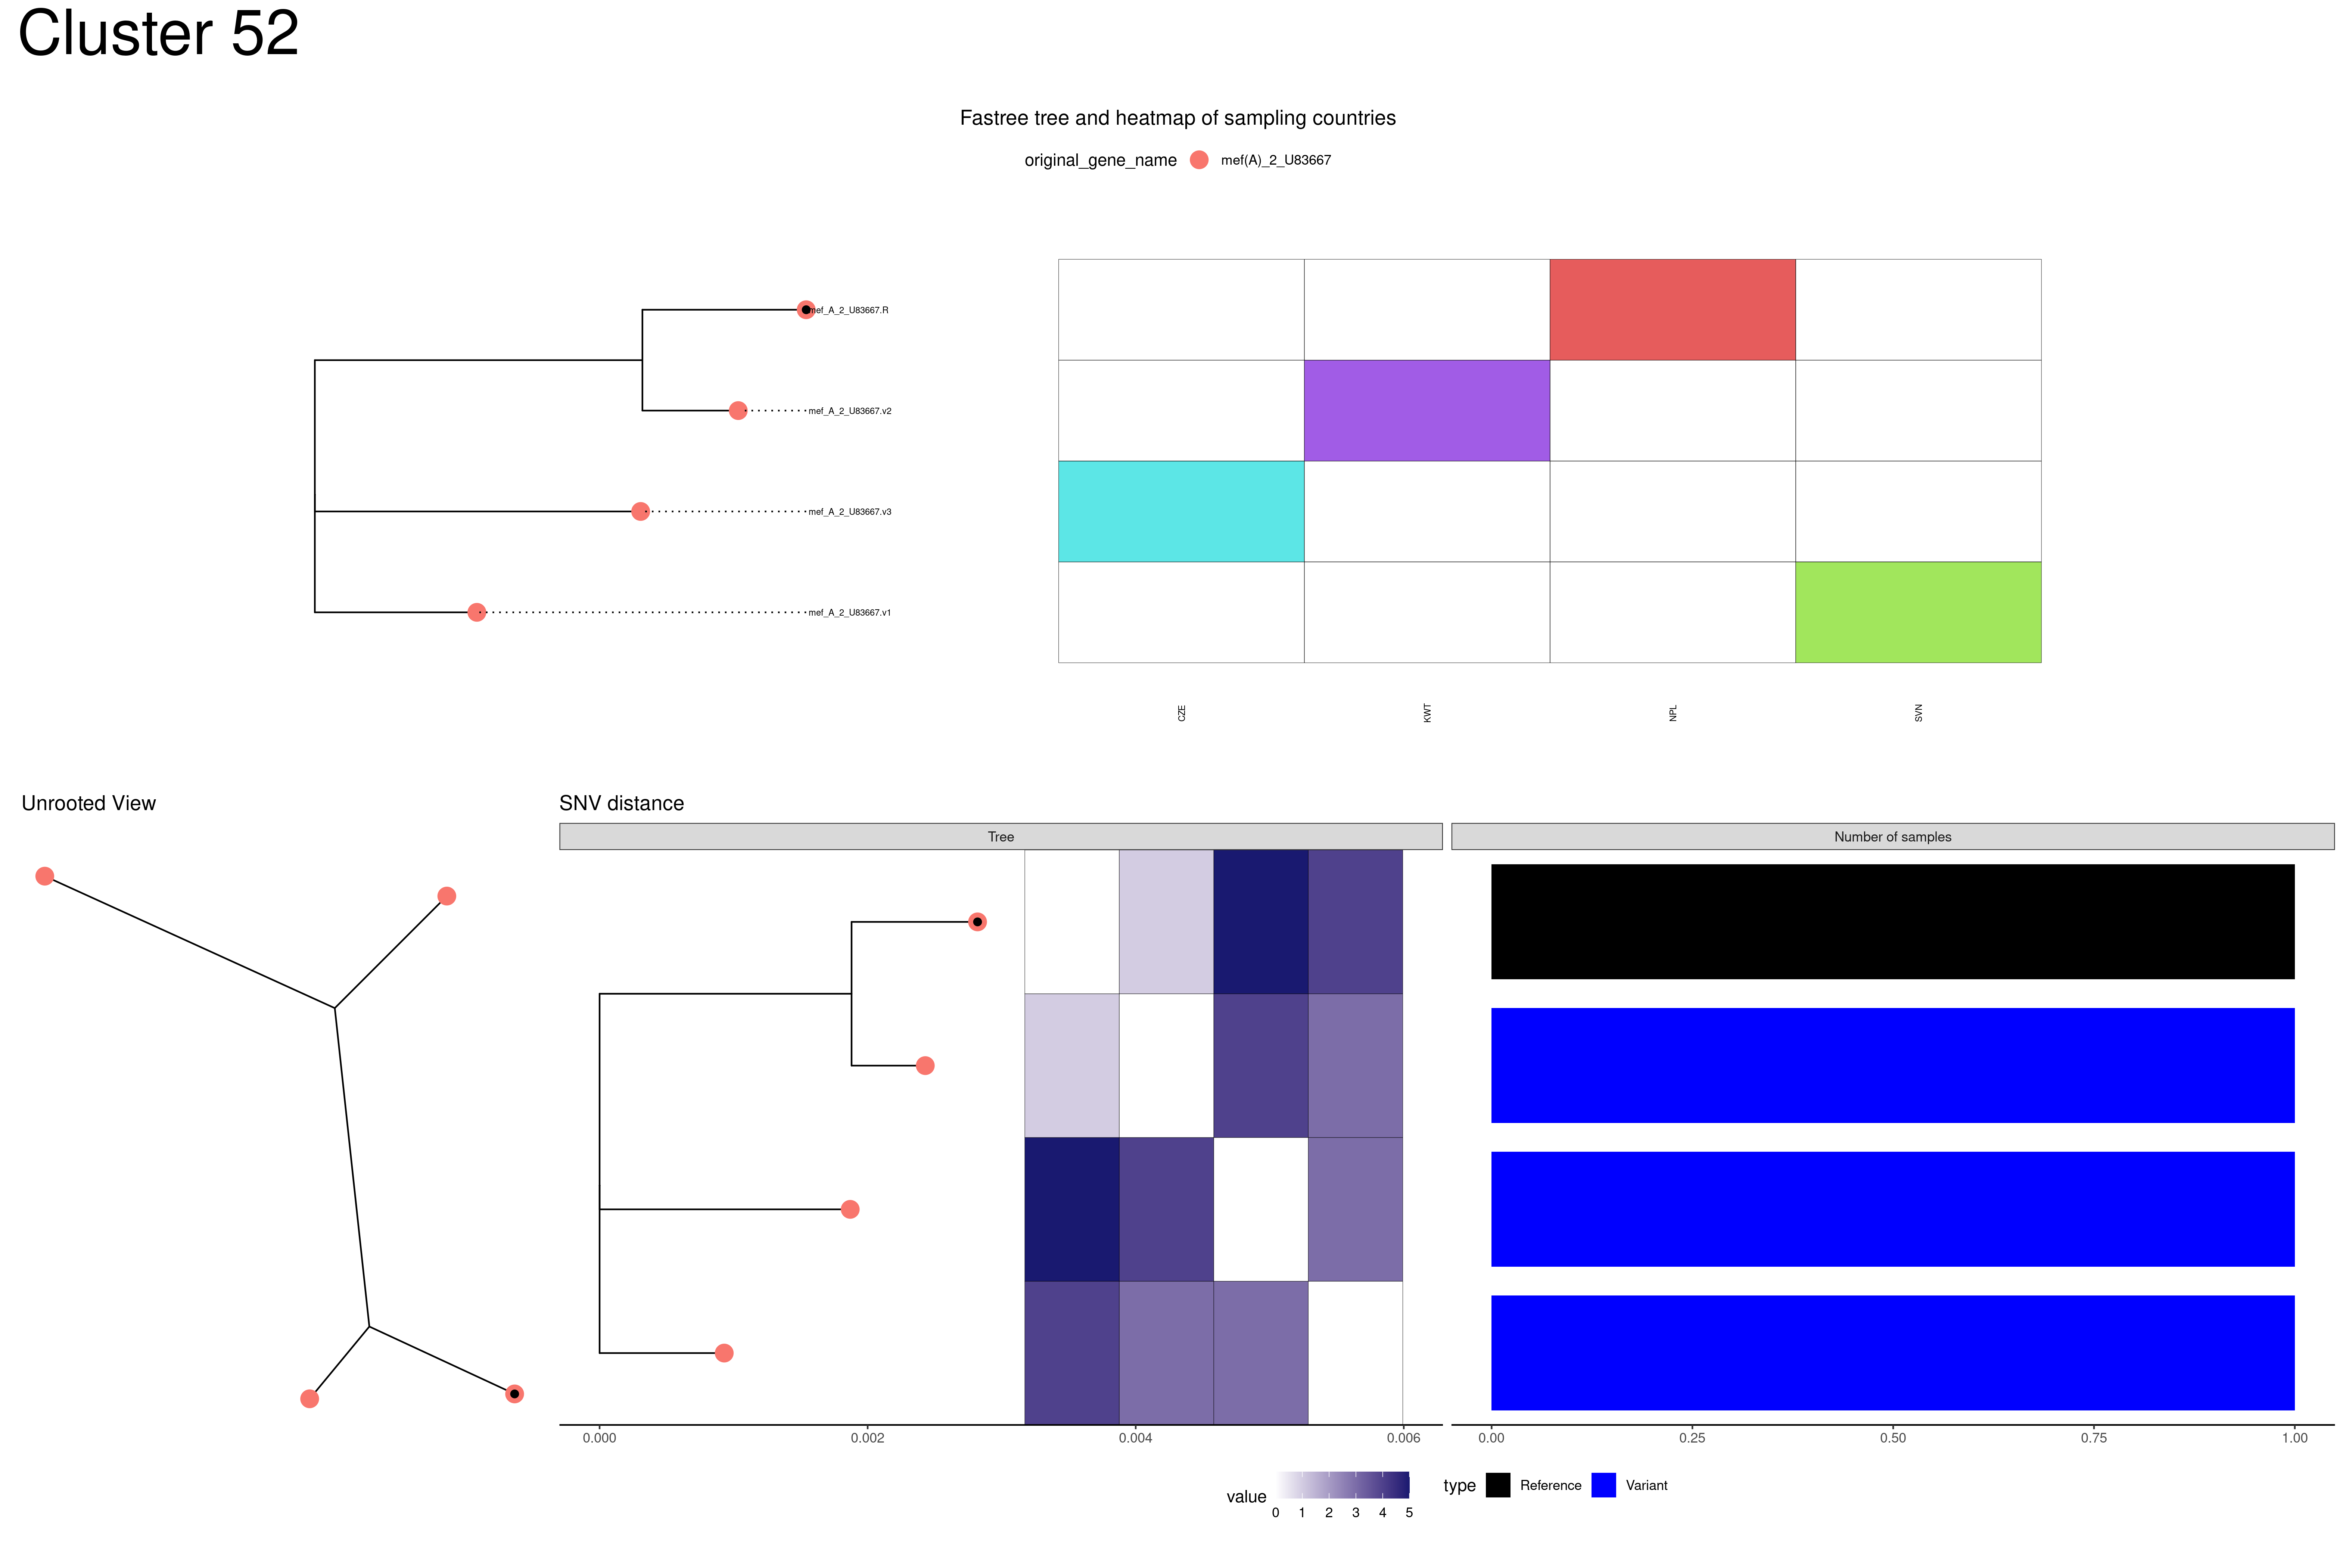 Cluster 52
Fastree tree and heatmap of sampling countries
original_gene_name mef(A)_2_U83667
mef_A_2_U83667.R
mef_A_2_U83667.v2
mef_A_2_U83667.v3
mef_A_2_U83667.v1
CZE KWT NPL SVN
Unrooted View
SNV distance
Tree
Number of samples
0.000 0.002 0.004 0.006
0.00 0.25 0.50 0.75 1.00
value 0 1 2 3 4 5
type Reference Variant